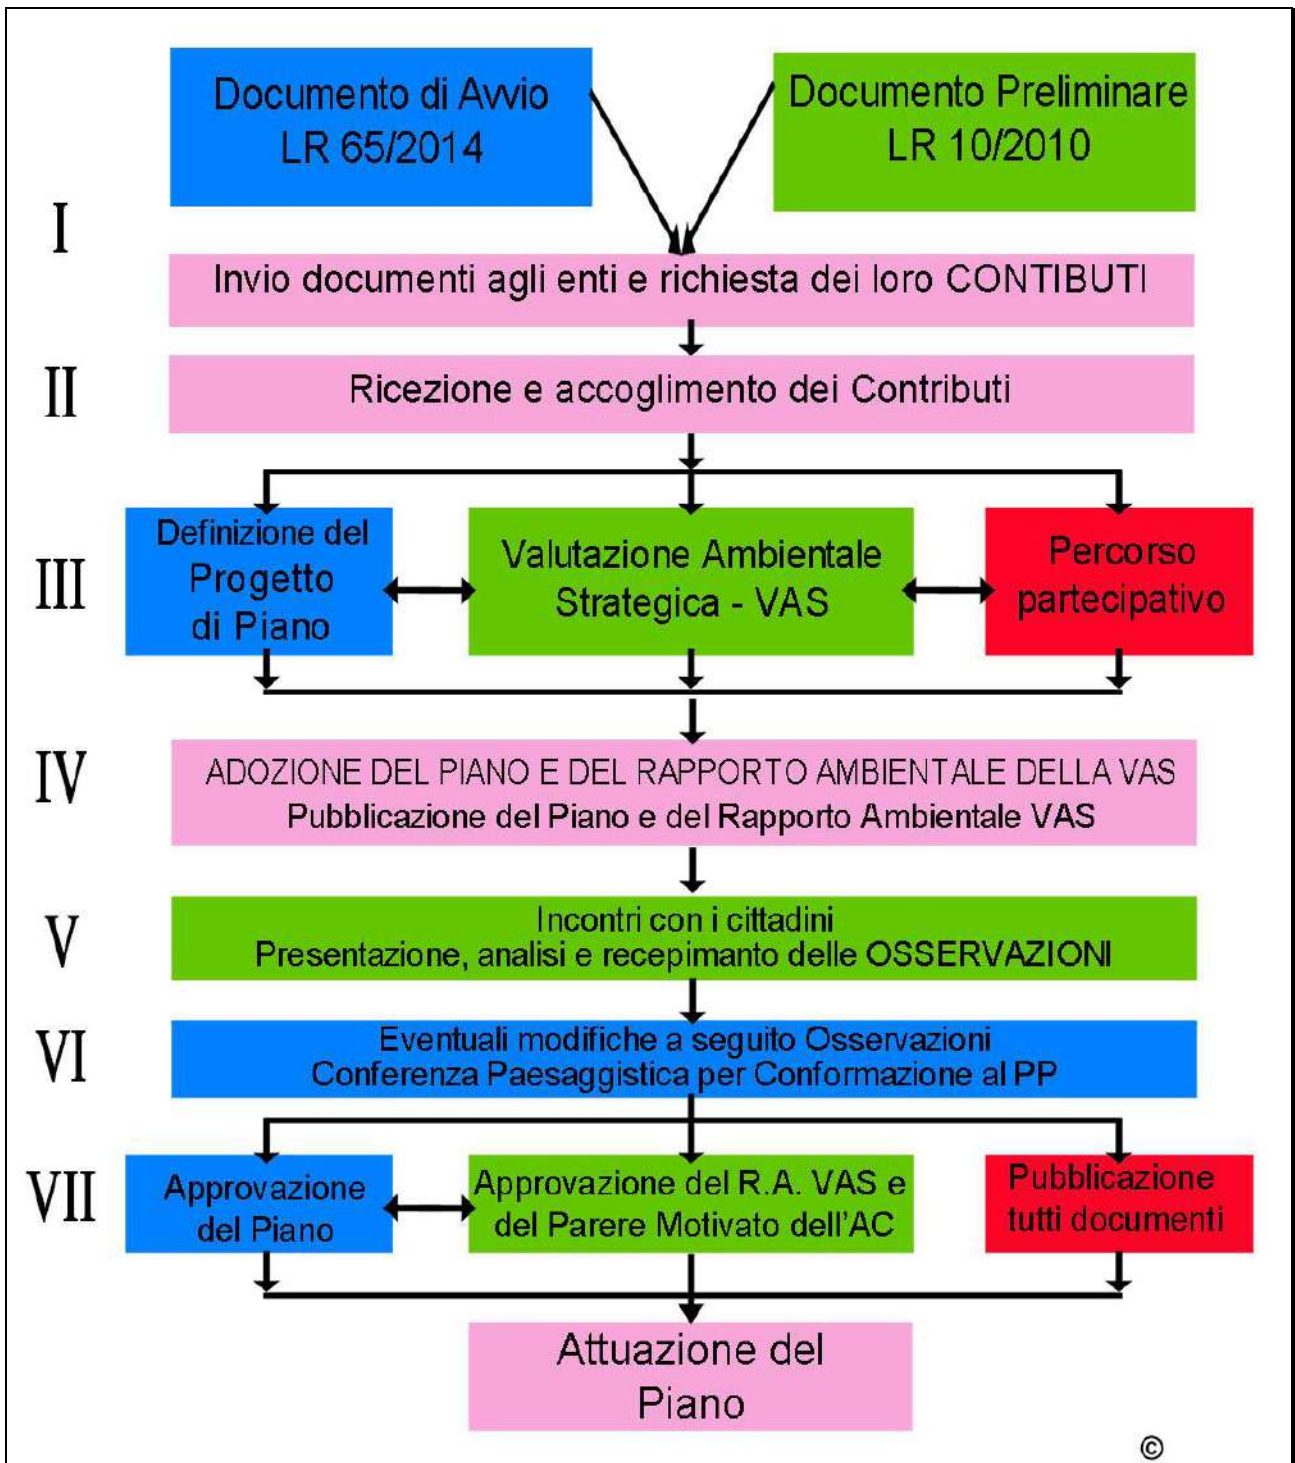 Documento di Avvio
LR 65/2014
Documento Preliminare
LR 10/2010
I
Invio documenti agli enti e richiesta dei loro CONTIBUTI
II
Ricezione e accoglimento dei Contributi
III
Definizione del
Progetto
di Piano
Valutazione Ambientale
Strategica - VAS
Percorso
partecipativo
IV
ADOZIONE DEL PIANO E DEL RAPPORTO AMBIENTALE DELLA VAS
Pubblicazione del Piano e del Rapporto Ambientale VAS
V
Incontri con i cittadini
Presentazione, analisi e recepimanto delle OSSERVAZIONI
VI
Eventuali modifiche a seguito Osservazioni
Conferenza Paesaggistica per Conformazione al PP
VII
Approvazione
del Piano
Approvazione del R.A. VAS e
del Parere Motivato dell'AC
Pubblicazione
tutti documenti
Attuazione del
Piano
©